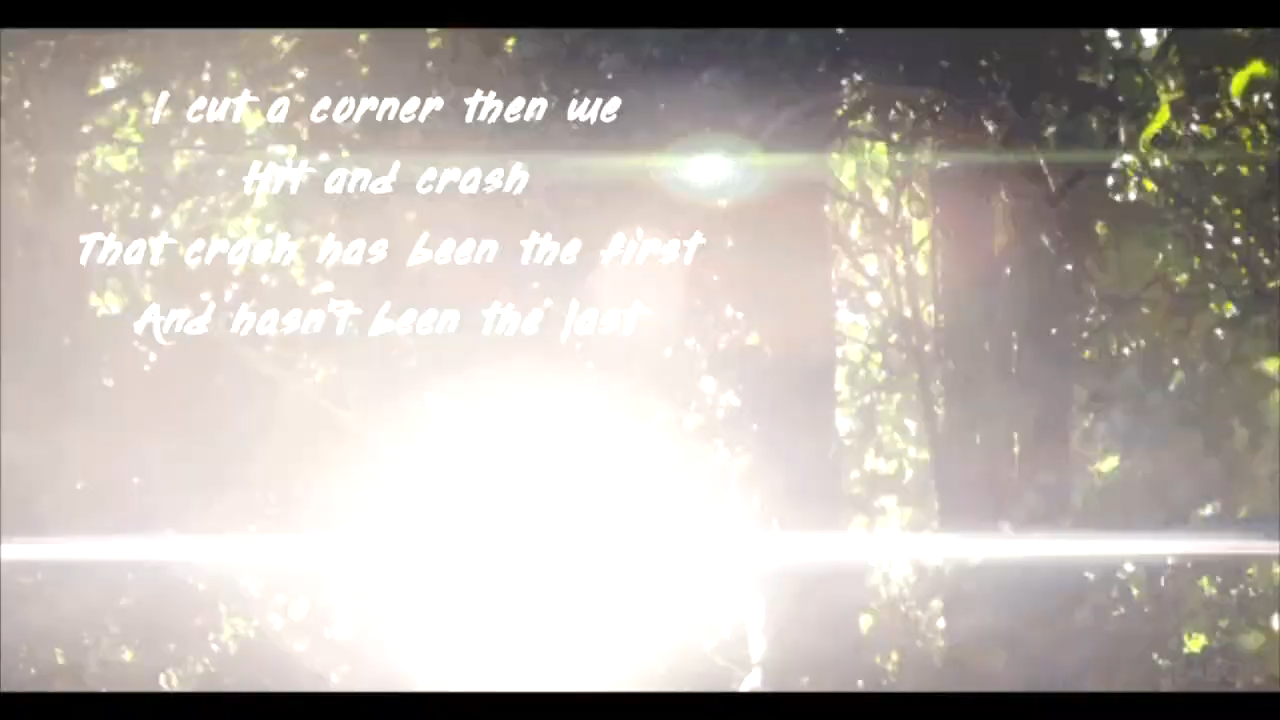 I cut a corner then we
Hit and crash
That crash has been the first
And hasn't been the last